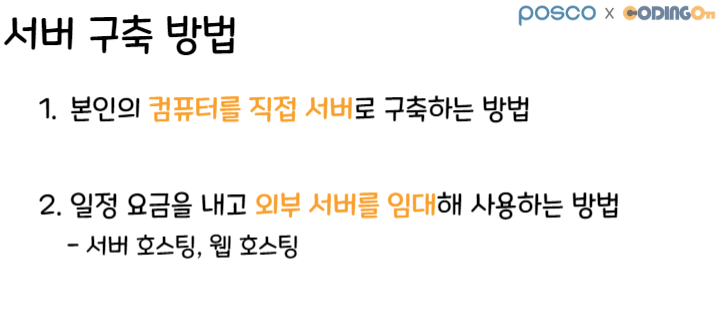 posco x CODINGOn
서버 구축 방법
1. 본인의 컴퓨터를 직접 서버로 구축하는 방법
2. 일정 요금을 내고 외부 서버를 임대해 사용하는 방법
- 서버 호스팅, 웹 호스팅